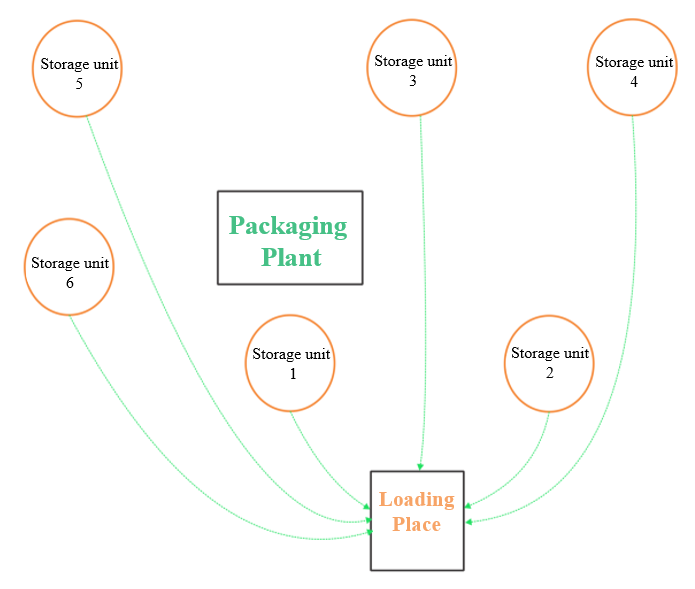 Storage unit
5
Storage unit
3
Storage unit
4
Packaging
Plant
Storage unit
6
Storage unit
1
Storage unit
2
Loading
Place